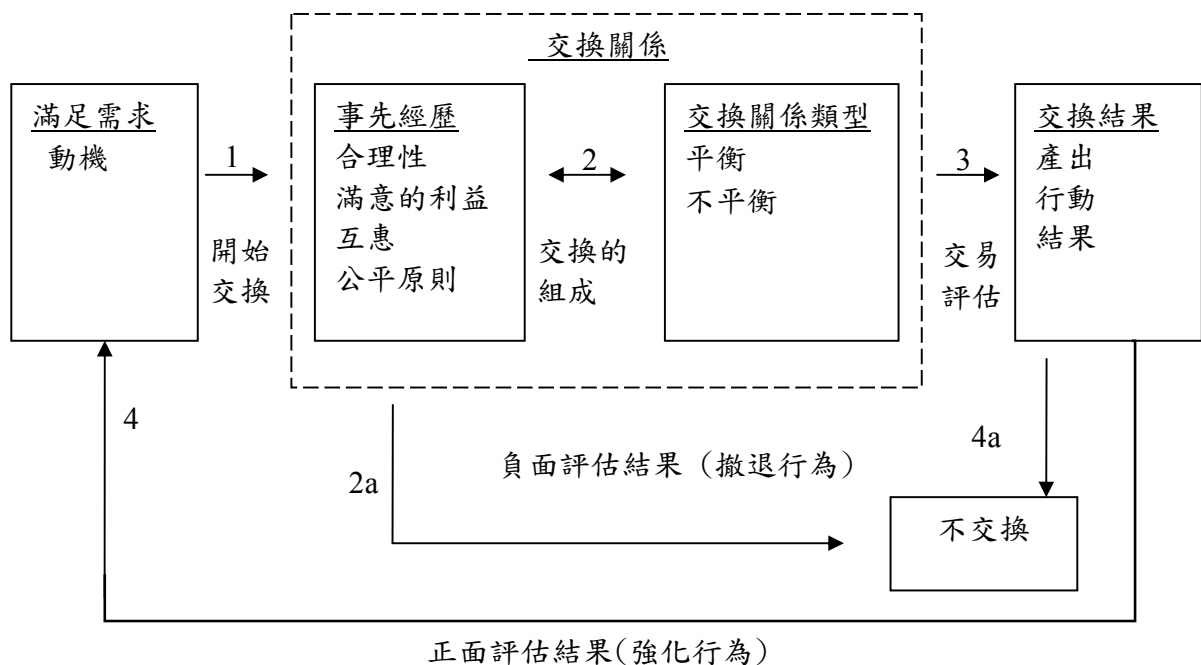 交換關係
滿足需求
動機
1
開始
交換
事先經歷
合理性
滿意的利益
互惠
公平原則
2
交換的
組成
交換關係類型
平衡
不平衡
3
交易
評估
交換結果
產出
行動
結果
4
2a
負面評估結果（撤退行為）
4a
不交換
正面評估結果(強化行為)